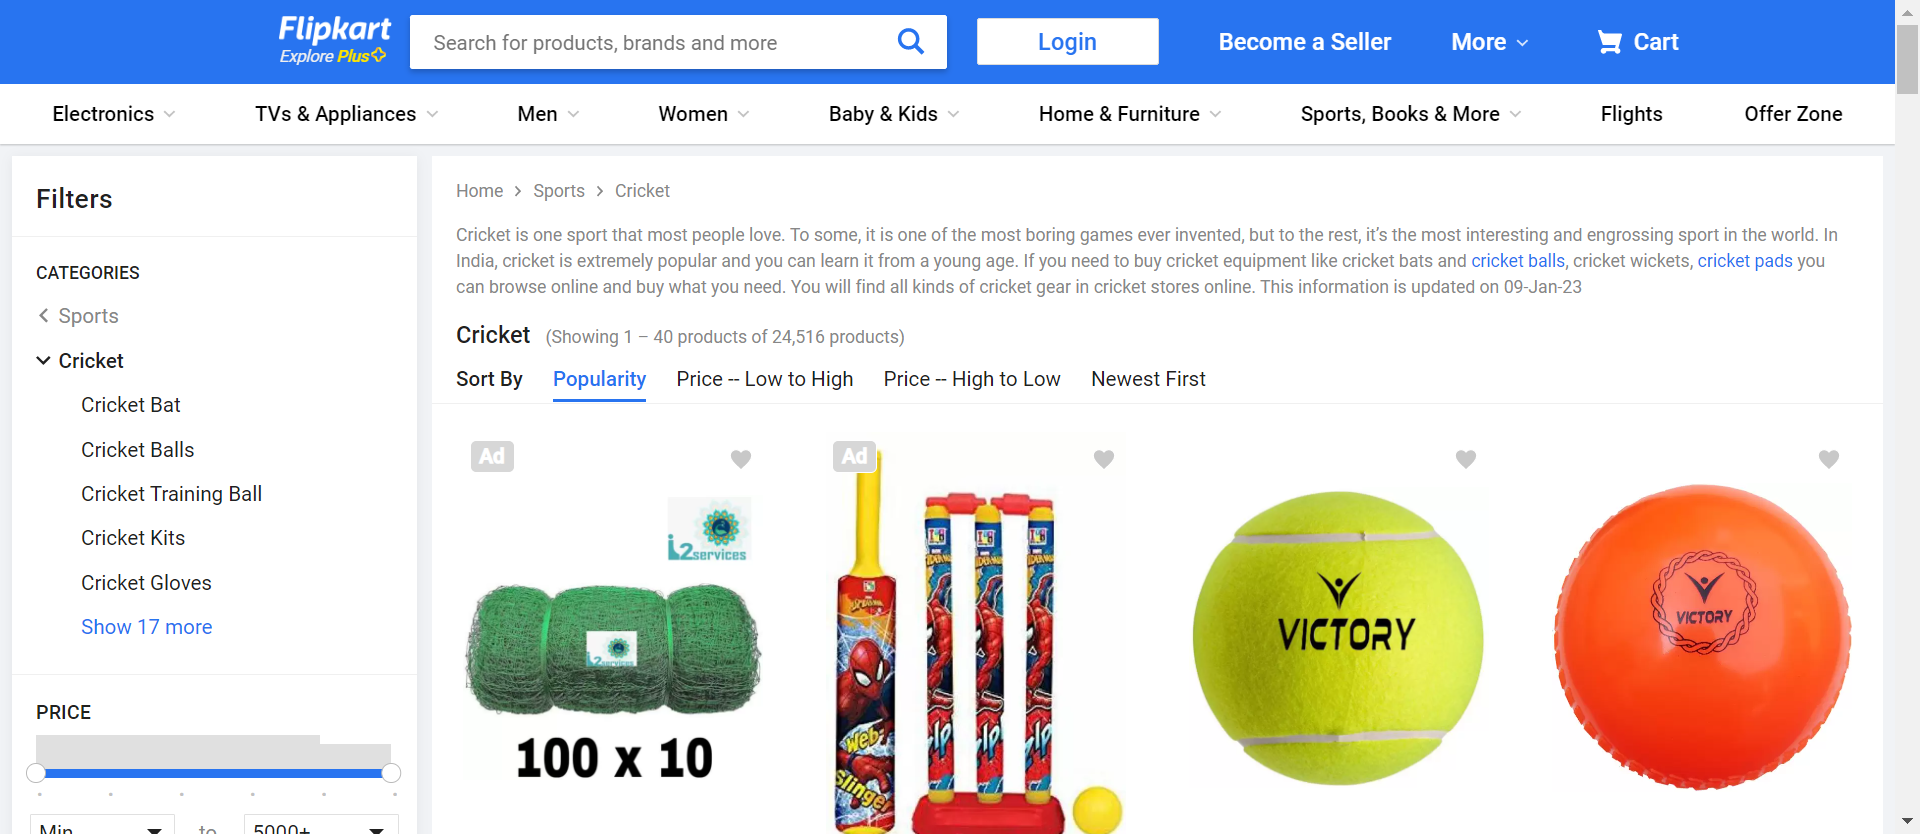 Flipkart
Explore Plus
Search for products, brands and more
Login
Become a Seller
More
Cart
Electronics
TVs & Appliances
Men
Women
Baby & Kids
Home & Furniture
Sports, Books & More
Flights
Offer Zone
Filters
CATEGORIES
Sports
Cricket
Cricket Bat
Cricket Balls
Cricket Training Ball
Cricket Kits
Cricket Gloves
Show 17 more
PRICE
Min
to
5000+
Home > Sports > Cricket
Cricket is one sport that most people love. To some, it is one of the most boring games ever invented, but to the rest, it’s the most interesting and engrossing sport in the world. In
India, cricket is extremely popular and you can learn it from a young age. If you need to buy cricket equipment like cricket bats and cricket balls, cricket wickets, cricket pads you
can browse online and buy what you need. You will find all kinds of cricket gear in cricket stores online. This information is updated on 09-Jan-23
Cricket (Showing 1 – 40 products of 24,516 products)
Sort By
Popularity
Price -- Low to High
Price -- High to Low
Newest First
Ad
i2services
i2services
100 x 10
Ad
Web
Slinger
VICTORY
VICTORY